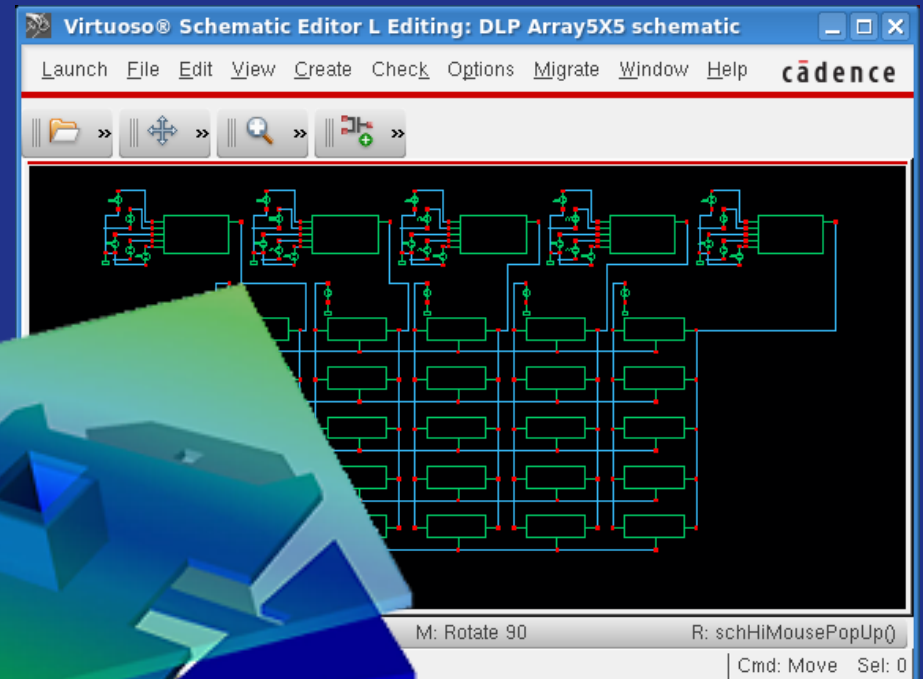 Virtuoso® Schematic Editor L Editing: DLP Array5X5 schematic
Launch File Edit View Create Check Options Migrate Window Help cādence
» » » »
M: Rotate 90 R: schHiMousePopUp()
Cmd: Move Sel: 0